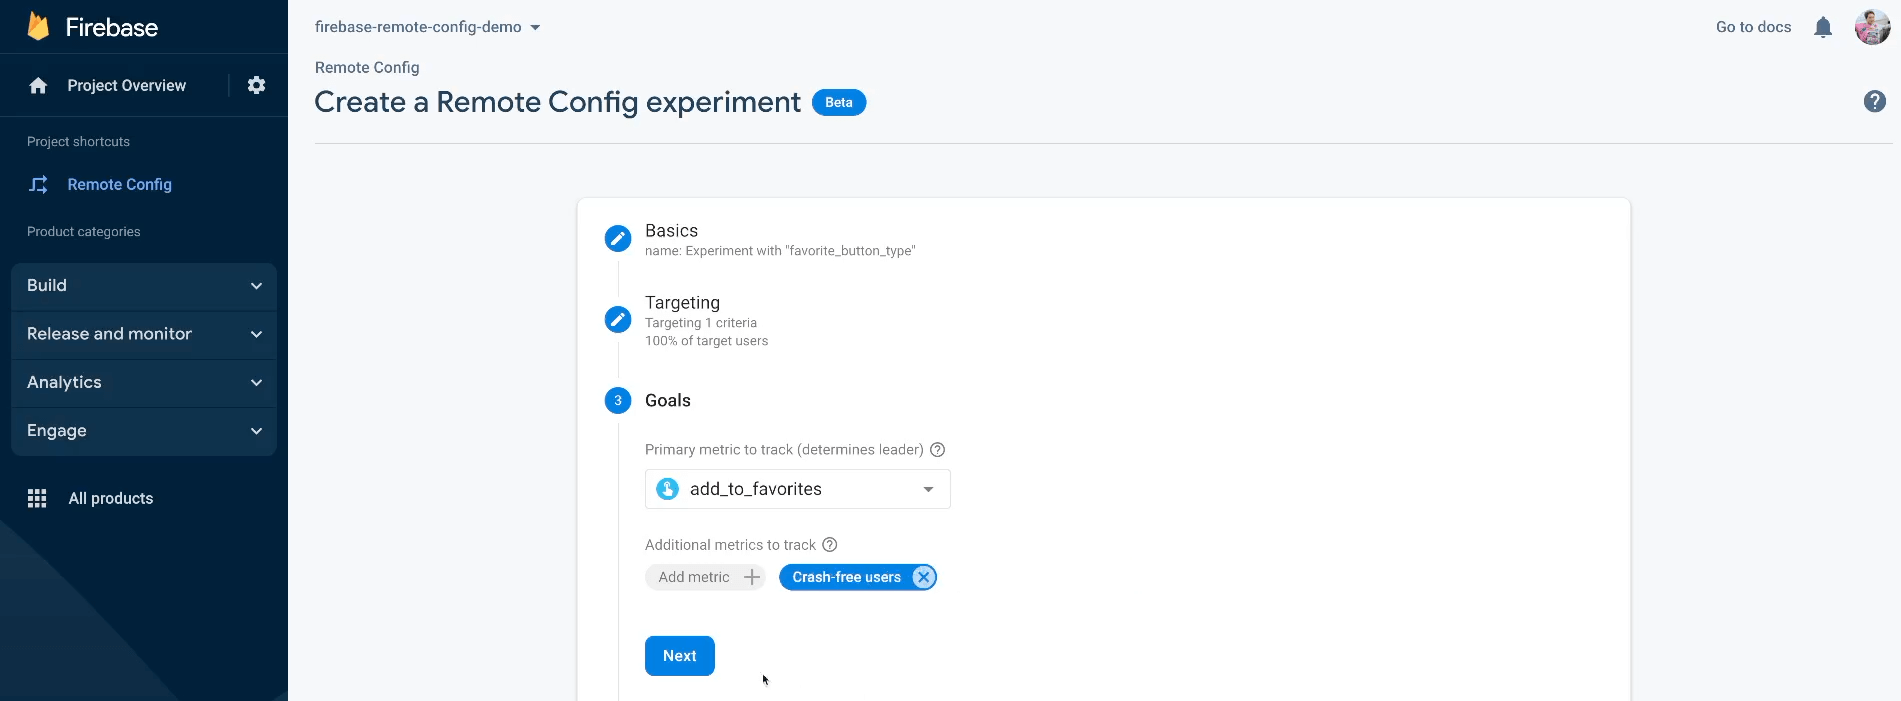 Firebase
firebase-remote-config-demo
Go to docs
Project Overview
Project shortcuts
Remote Config
Product categories
Build
Release and monitor
Analytics
Engage
All products
Remote Config
Create a Remote Config experiment Beta
?
Basics
name: Experiment with "favorite_button_type"
Targeting
Targeting 1 criteria
100% of target users
3 Goals
Primary metric to track (determines leader) ?
add_to_favorites
Additional metrics to track ?
Add metric + Crash-free users
Next